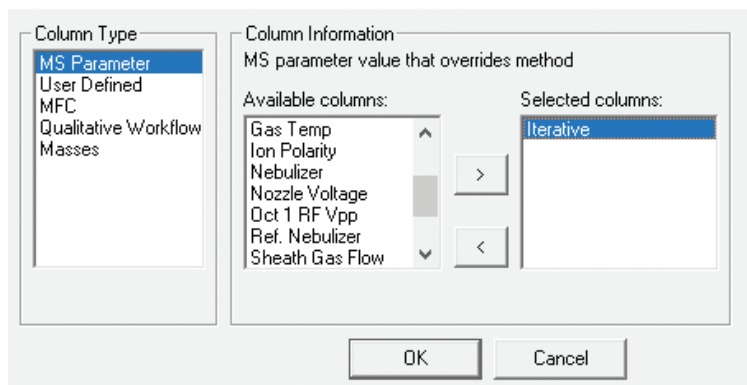 Column Type
MS Parameter
User Defined
MFC
Qualitative Workflow
Masses
Column Information
MS parameter value that overrides method
Available columns:
Gas Temp
Ion Polarity
Nebulizer
Nozzle Voltage
Oct 1 RF Vpp
Ref. Nebulizer
Sheath Gas Flow
>
<
Selected columns:
Iterative
OK
Cancel